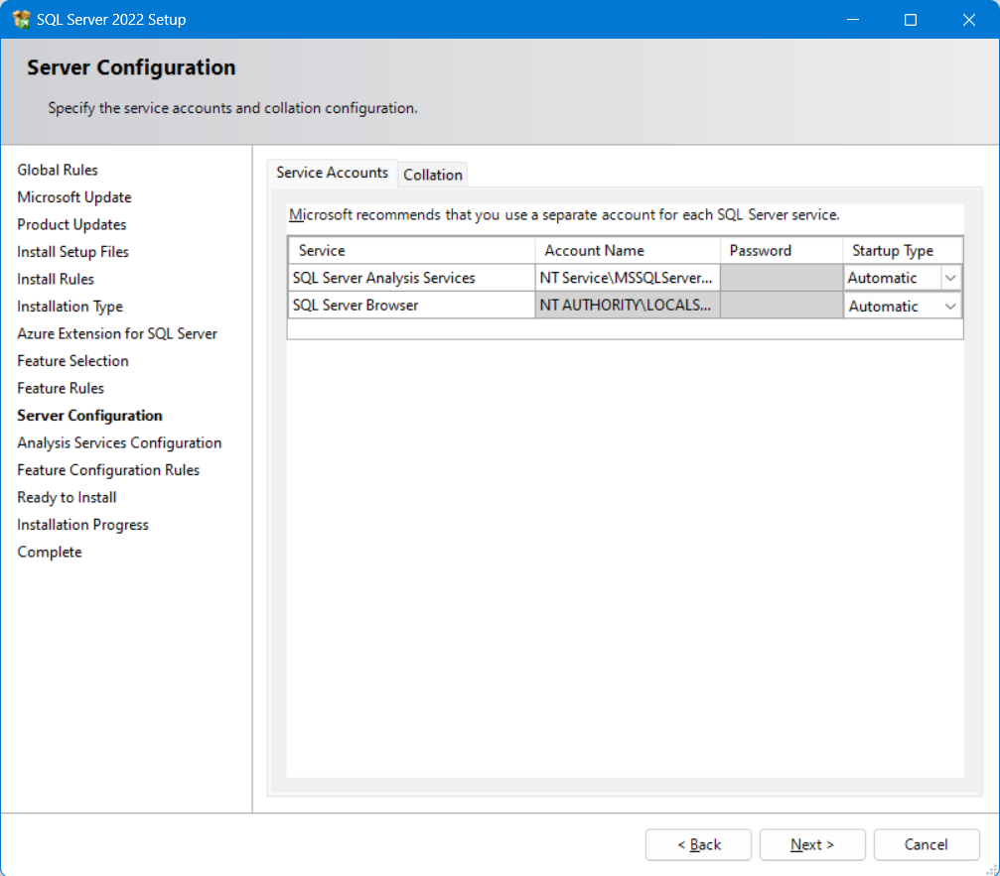 SQL Server 2022 Setup
Server Configuration
Specify the service accounts and collation configuration.
Global Rules
Microsoft Update
Product Updates
Install Setup Files
Install Rules
Installation Type
Azure Extension for SQL Server
Feature Selection
Feature Rules
Server Configuration
Analysis Services Configuration
Feature Configuration Rules
Ready to Install
Installation Progress
Complete
Service Accounts Collation
Microsoft recommends that you use a separate account for each SQL Server service.
Service Account Name Password Startup Type
SQL Server Analysis Services NT Service\MSSQLServer... Automatic
SQL Server Browser NT AUTHORITY\LOCALS... Automatic
< Back Next > Cancel